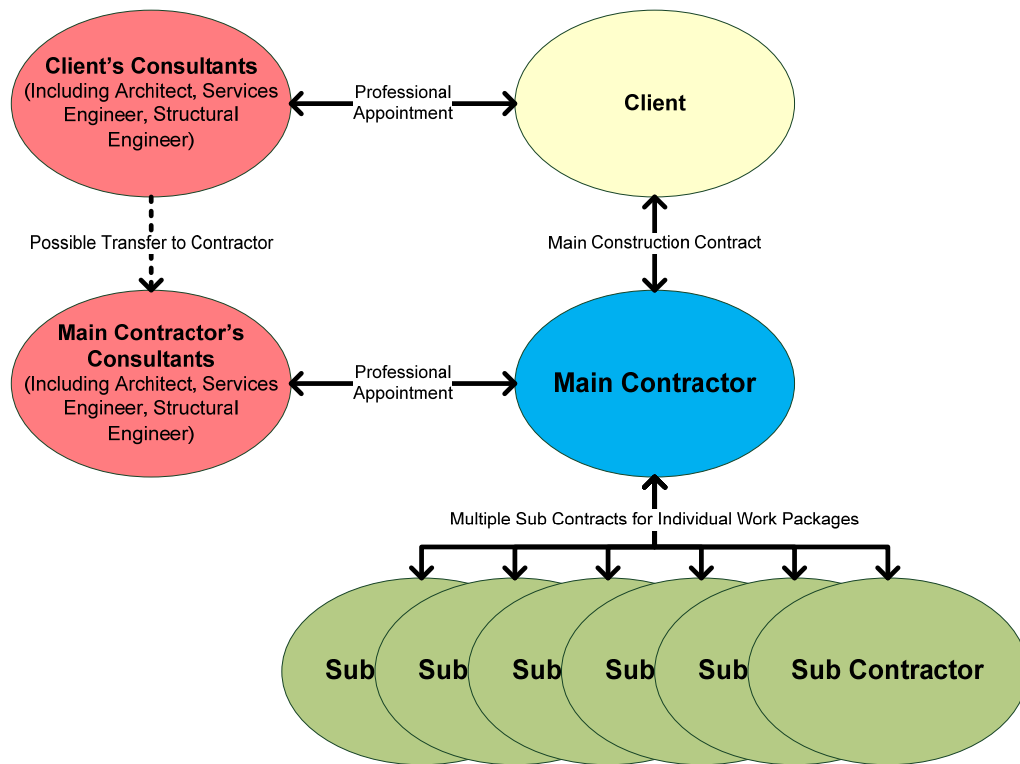 Client's Consultants
(Including Architect, Services
Engineer, Structural
Engineer)
Professional
Appointment
Client
Possible Transfer to Contractor
Main Construction Contract
Main Contractor's
Consultants
(Including Architect, Services
Engineer, Structural
Engineer)
Professional
Appointment
Main Contractor
Multiple Sub Contracts for Individual Work Packages
Sub
Sub
Sub
Sub
Sub
Sub Contractor